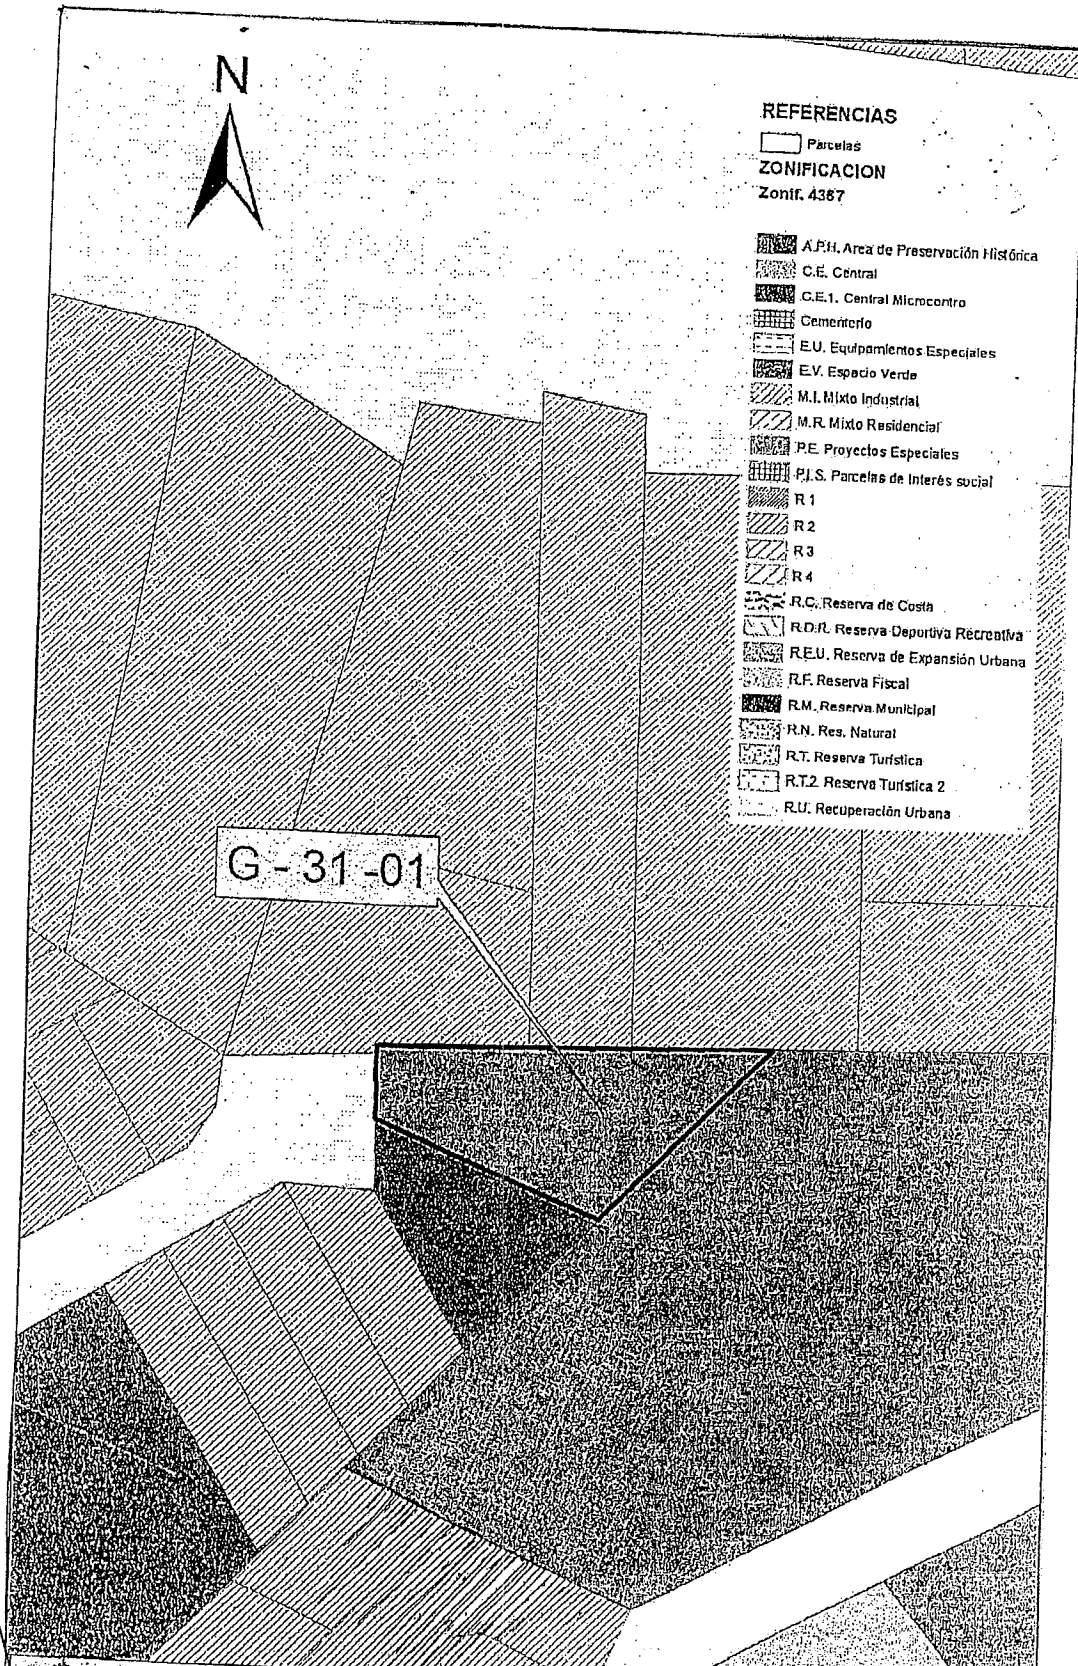 N
REFERENCIAS
Parcelas
ZONIFICACION
Zonif. 4367
A.P.H. Area de Preservación Histórica
C.E. Central
C.E.1. Central Microcentro
Cementerio
E.U. Equipamientos Especiales
E.V. Espacio Verde
M.I. Mixto Industrial
M.R. Mixto Residencial
P.E. Proyectos Especiales
P.I.S. Parcelas de Interés social
R 1
R 2
R 3
R 4
R.C. Reserva de Costa
R.D.R. Reserva Deportiva Recreativa
R.E.U. Reserva de Expansión Urbana
R.F. Reserva Fiscal
R.M. Reserva Municipal
R.N. Res. Natural
R.T. Reserva Turística
R.T.2 Reserva Turística 2
R.U. Recuperación Urbana
G - 31 -01